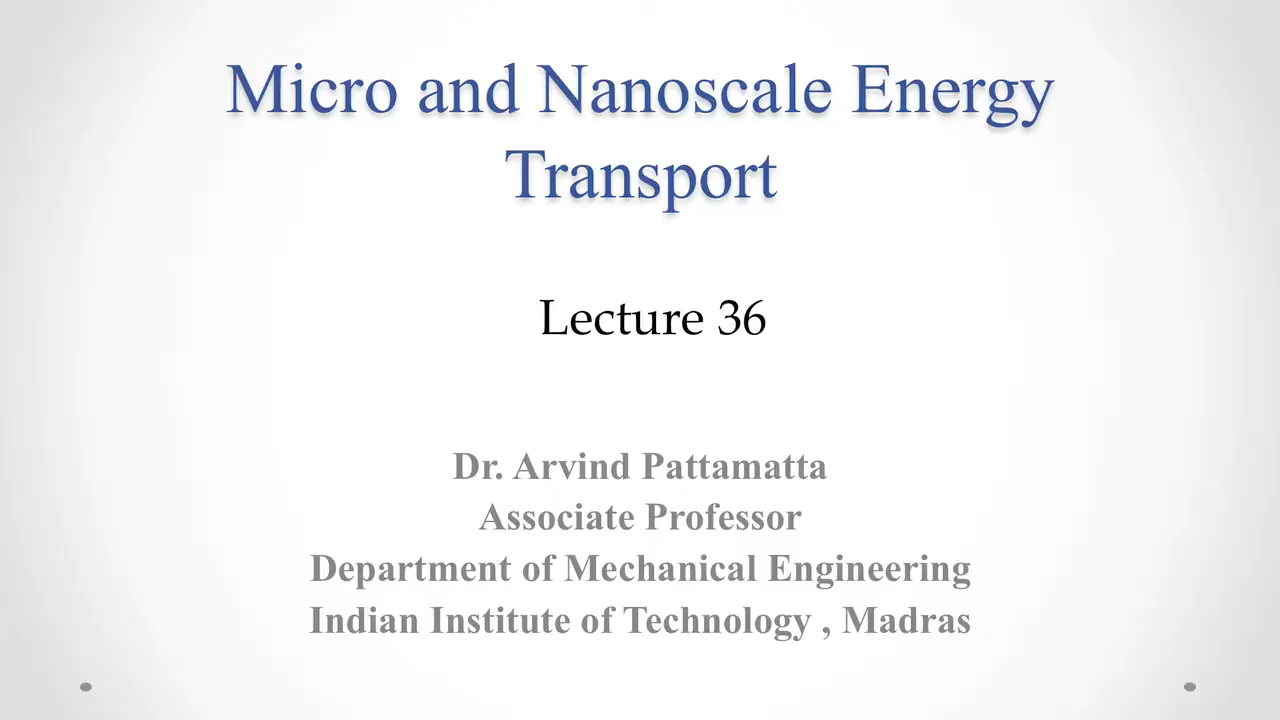 Micro and Nanoscale Energy
Transport
Lecture 36
Dr. Arvind Pattamatta
Associate Professor
Department of Mechanical Engineering
Indian Institute of Technology , Madras